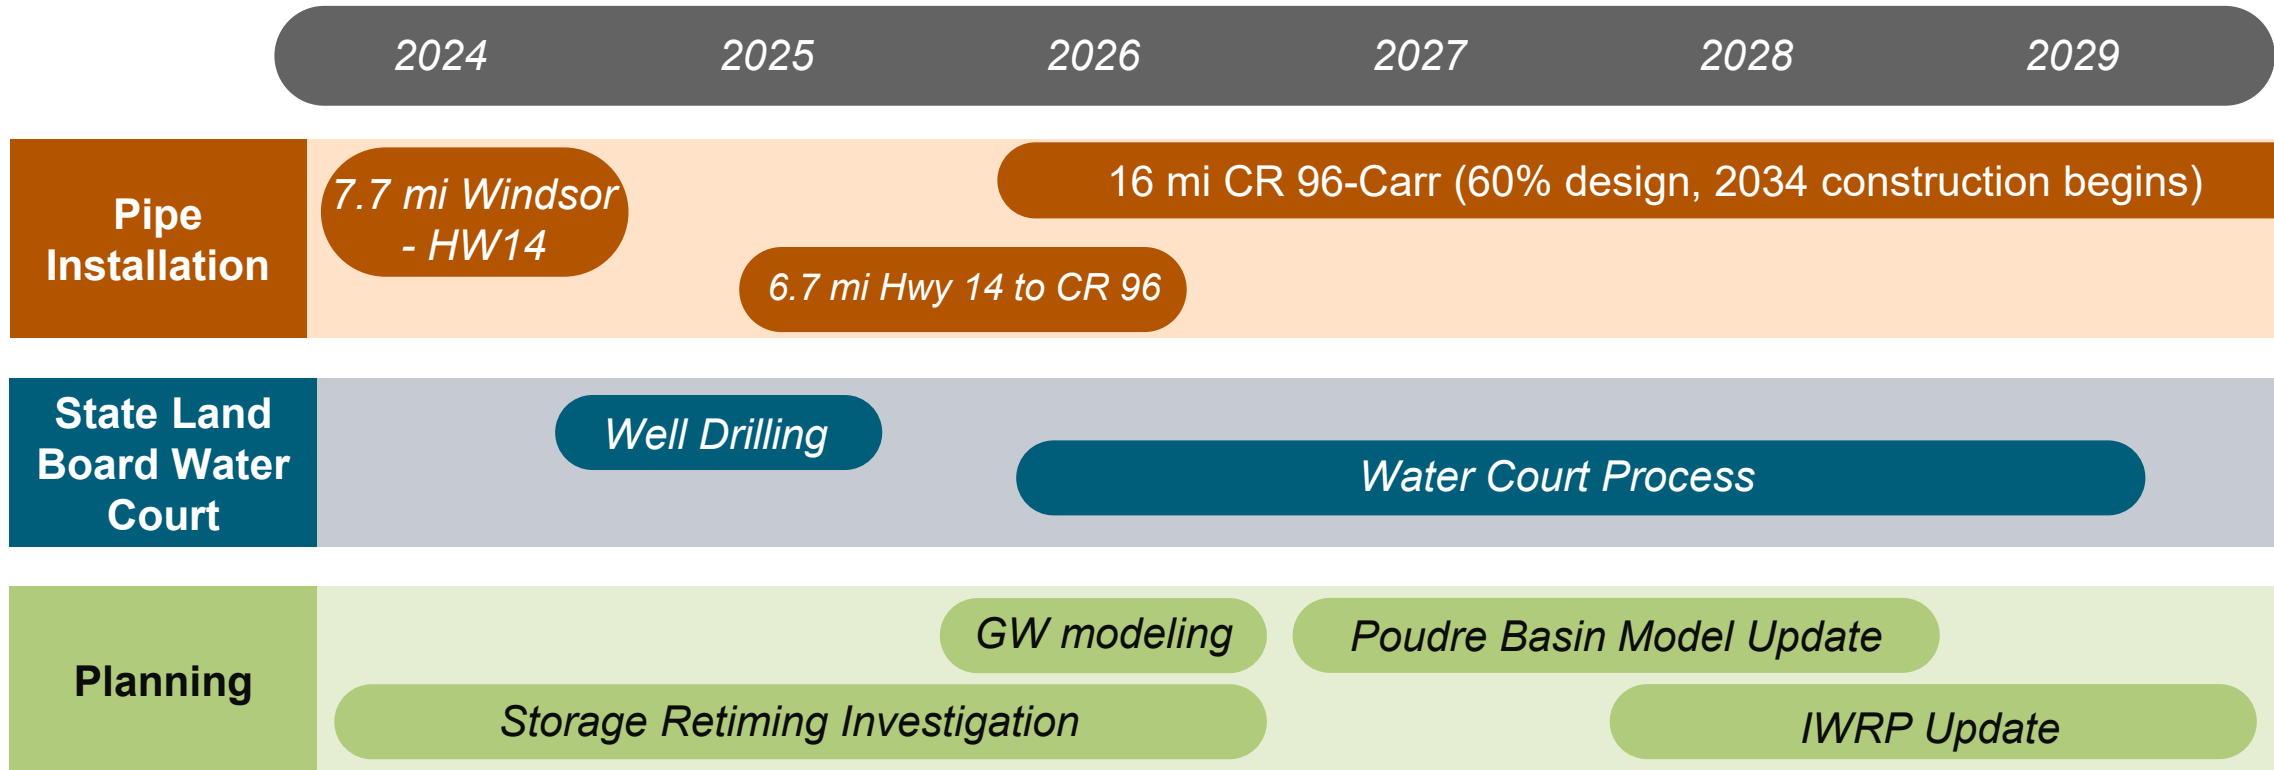 2024 2025 2026 2027 2028 2029
Pipe
Installation
7.7 mi Windsor
- HW14
16 mi CR 96-Carr (60% design, 2034 construction begins)
6.7 mi Hwy 14 to CR 96
State Land
Board Water
Court
Well Drilling
Water Court Process
Planning
GW modeling
Poudre Basin Model Update
Storage Retiming Investigation
IWRP Update